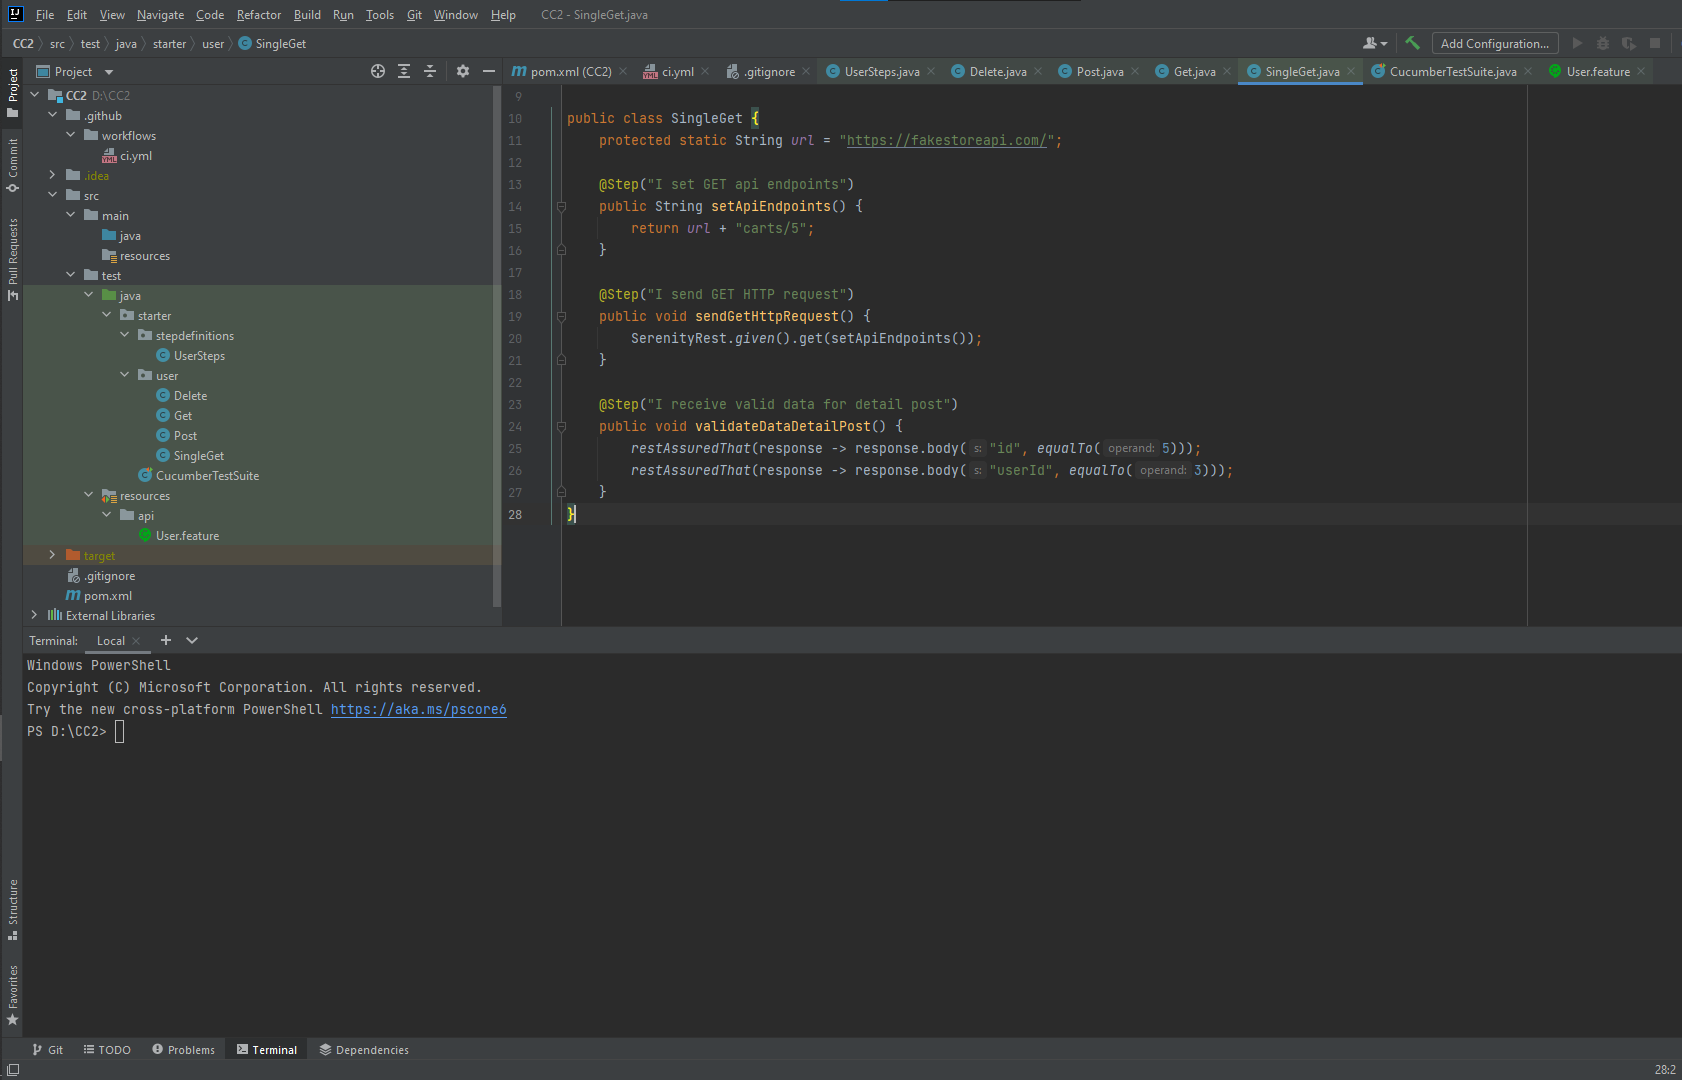 File Edit View Navigate Code Refactor Build Run Tools Git Window Help CC2 - SingleGet.java
CC2 src test java starter user SingleGet Add Configuration...
Project
Commit
Pull Requests
Structure
Favorites
Project
pom.xml (CC2) ci.yml .gitignore UserSteps.java Delete.java Post.java Get.java SingleGet.java CucumberTestSuite.java User.feature
CC2 D:\CC2
.github
workflows
ci.yml
.idea
src
main
java
resources
test
java
starter
stepdefinitions
UserSteps
user
Delete
Get
Post
SingleGet
CucumberTestSuite
resources
api
User.feature
target
.gitignore
pom.xml
External Libraries
9
10 public class SingleGet {
11 protected static String url = "https://fakestoreapi.com/";
12
13 @Step("I set GET api endpoints")
14 public String setApiEndpoints() {
15 return url + "carts/5";
16 }
17
18 @Step("I send GET HTTP request")
19 public void sendGetHttpRequest() {
20 SerenityRest.given().get(setApiEndpoints());
21 }
22
23 @Step("I receive valid data for detail post")
24 public void validateDataDetailPost() {
25 restAssuredThat(response -> response.body( s: "id", equalTo( operand: 5)));
26 restAssuredThat(response -> response.body( s: "userId", equalTo( operand: 3)));
27 }
28 }
Terminal: Local
Windows PowerShell
Copyright (C) Microsoft Corporation. All rights reserved.
Try the new cross-platform PowerShell https://aka.ms/pscore6
PS D:\CC2>
Git TODO Problems Terminal Dependencies
28:2